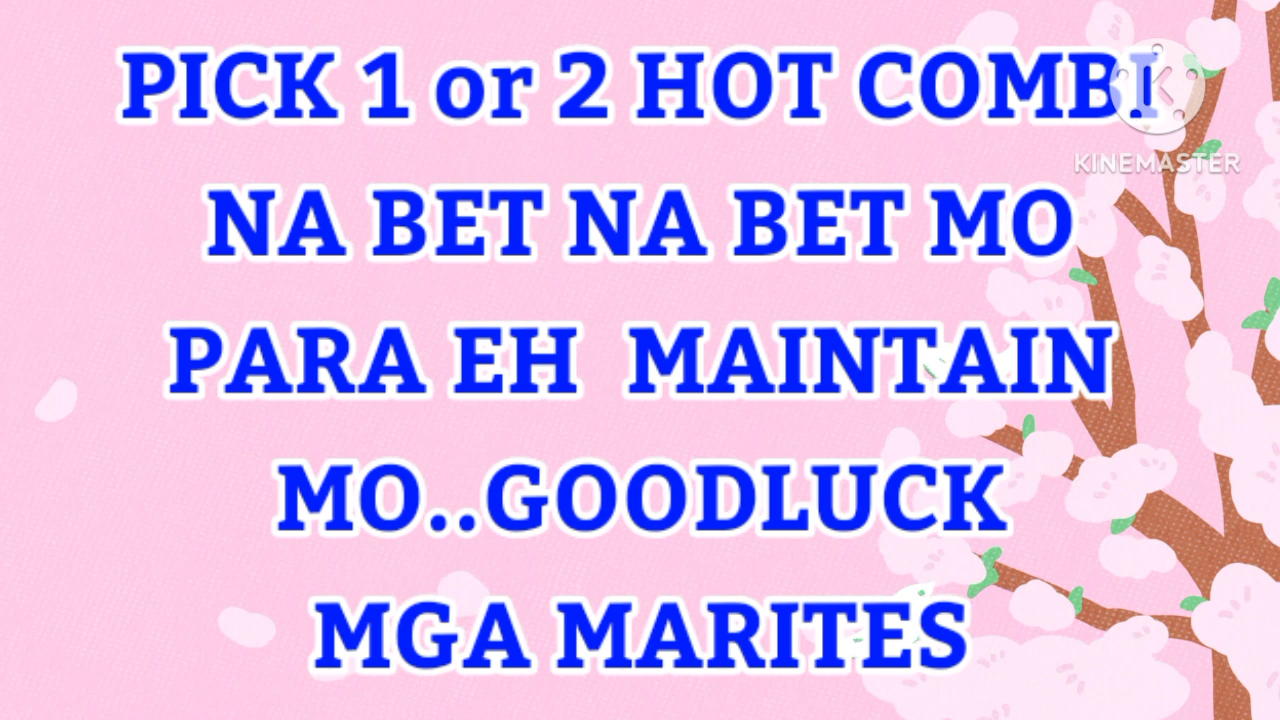 PICK 1 or 2 HOT COMBI
KINEMASTER
NA BET NA BET MO
PARA EH MAINTAIN
MO..GOODLUCK
MGA MARITES